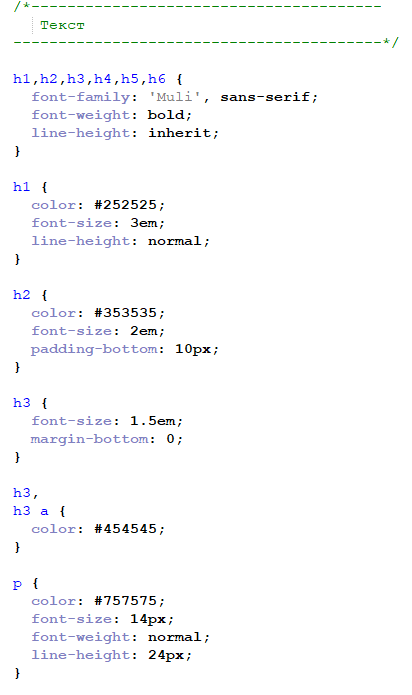 /*---------------------------------------
Текст
-----------------------------------------*/
h1,h2,h3,h4,h5,h6 {
font-family: 'Muli', sans-serif;
font-weight: bold;
line-height: inherit;
}
h1 {
color: #252525;
font-size: 3em;
line-height: normal;
}
h2 {
color: #353535;
font-size: 2em;
padding-bottom: 10px;
}
h3 {
font-size: 1.5em;
margin-bottom: 0;
}
h3,
h3 a {
color: #454545;
}
p {
color: #757575;
font-size: 14px;
font-weight: normal;
line-height: 24px;
}